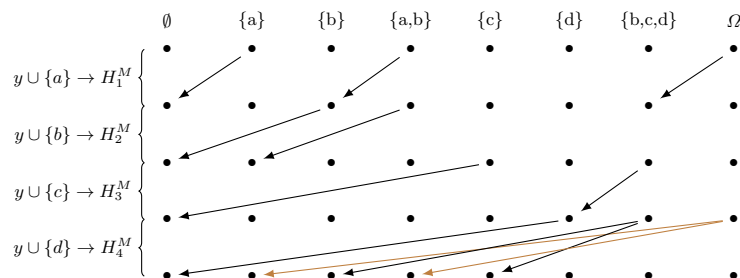 ∅ {a} {b} {a,b} {c} {d} {b,c,d} Ω
y ∪ {a} → H₁ᴹ
y ∪ {b} → H₂ᴹ
y ∪ {c} → H₃ᴹ
y ∪ {d} → H₄ᴹ